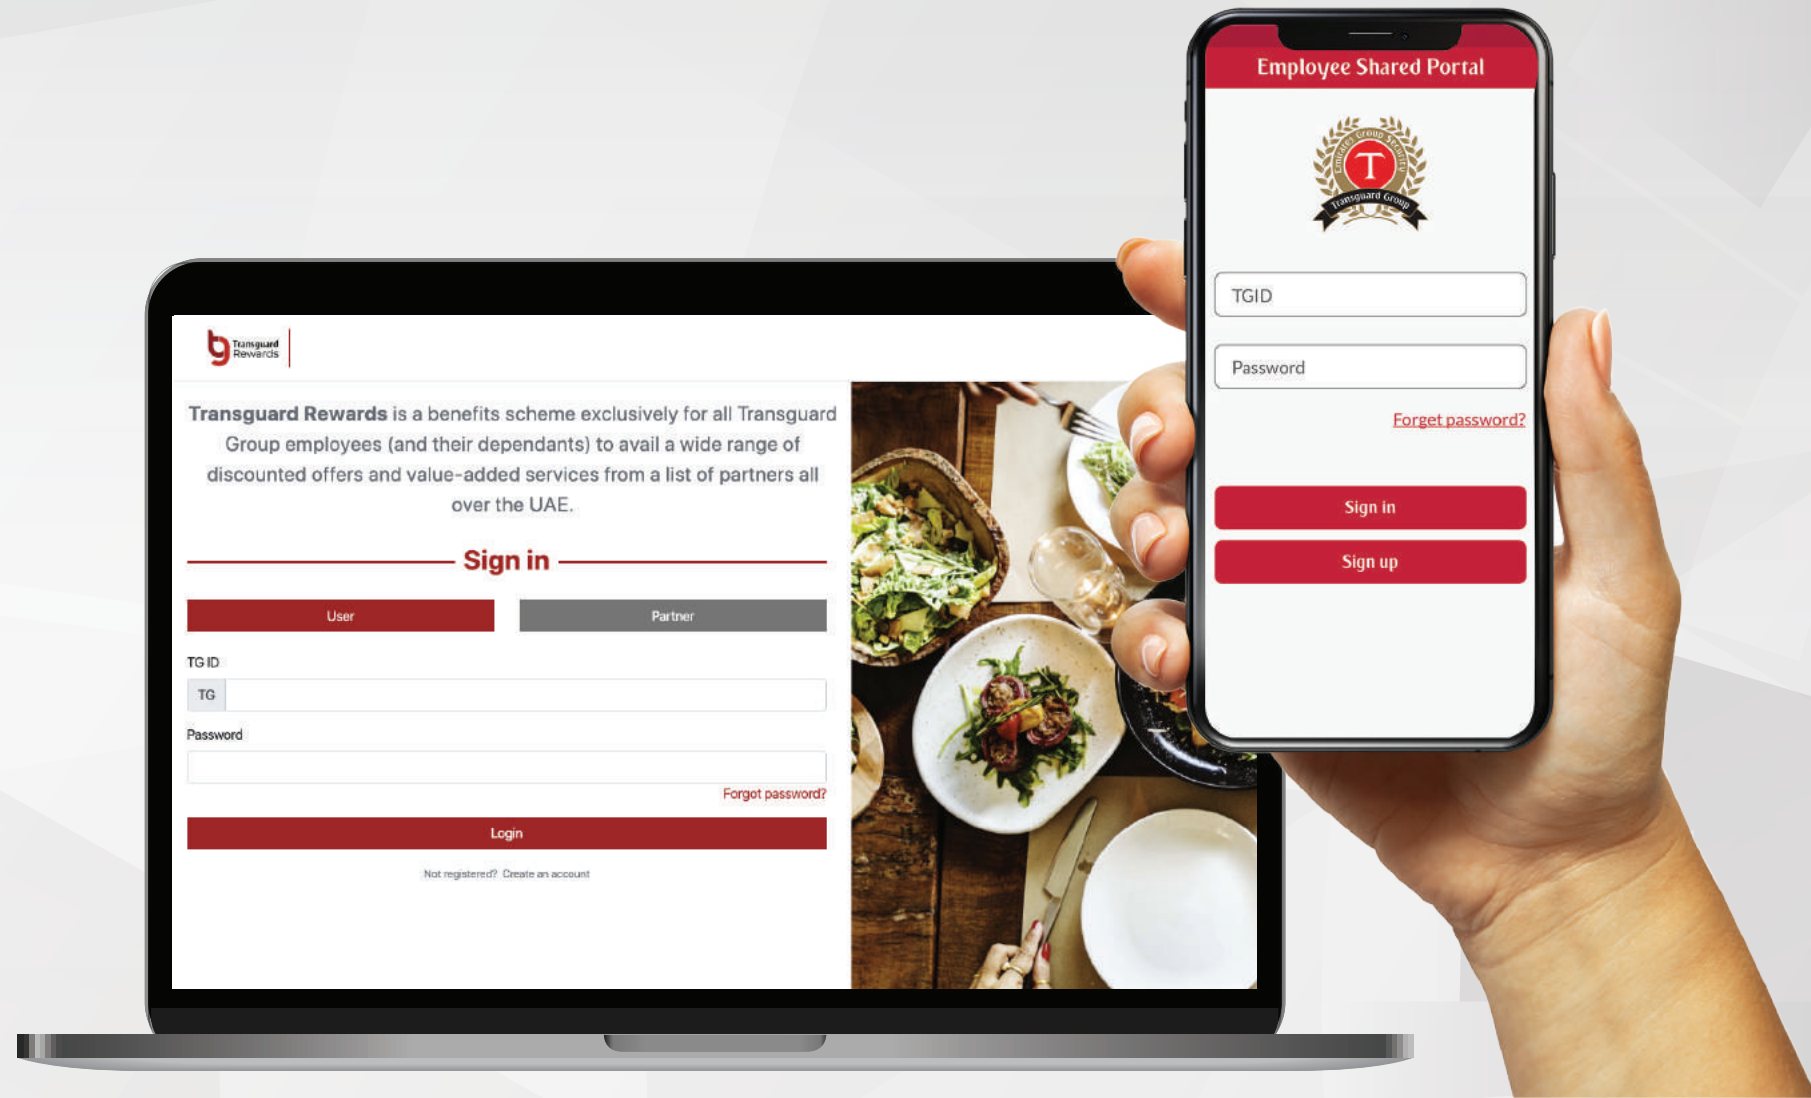 Transguard
Rewards
Transguard Rewards is a benefits scheme exclusively for all Transguard
Group employees (and their dependants) to avail a wide range of
discounted offers and value-added services from a list of partners all
over the UAE.
Sign in
User
Partner
TG ID
TG
Password
Forgot password?
Login
Not registered? Create an account
Employee Shared Portal
Emirates Group Security
T
Transguard Group
TGID
Password
Forget password?
Sign in
Sign up